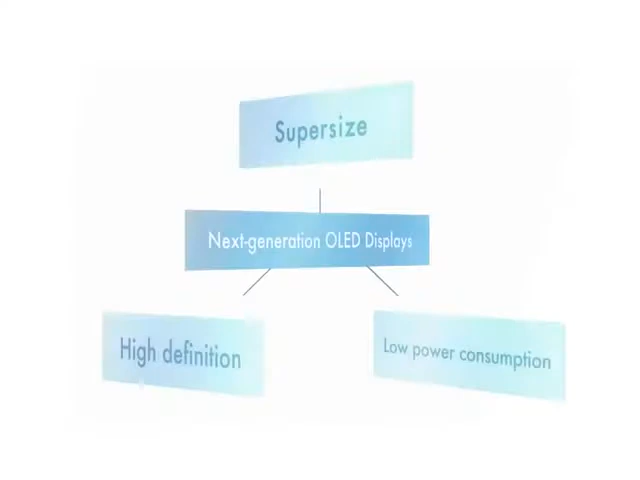 Supersize
Next-generation OLED Displays
High definition
Low power consumption